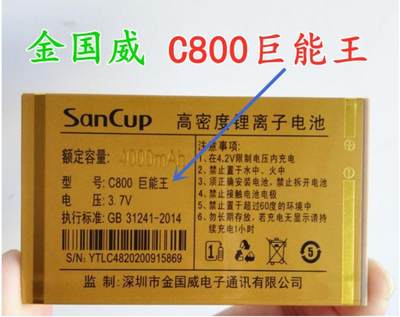 金国威 C800巨能王
SanCup 高密度锂离子电池
额定容量: 4000mAh
型 号: C800 巨能王
电 压: 3.7V
执行标准: GB 31241-2014
S/N: YTLC4820200915869
注意事项:
1.在4.2V限制电压内充电
2.禁止置于水中、火中
3.须正确安装电池，禁止拆开电池
4.禁止接触电池电极
5.禁止置于超过60度的环境中
6.勿长期存放，若充电无显示请持续充电1小时
1
5
监 制:深圳市金国威电子通讯有限公司